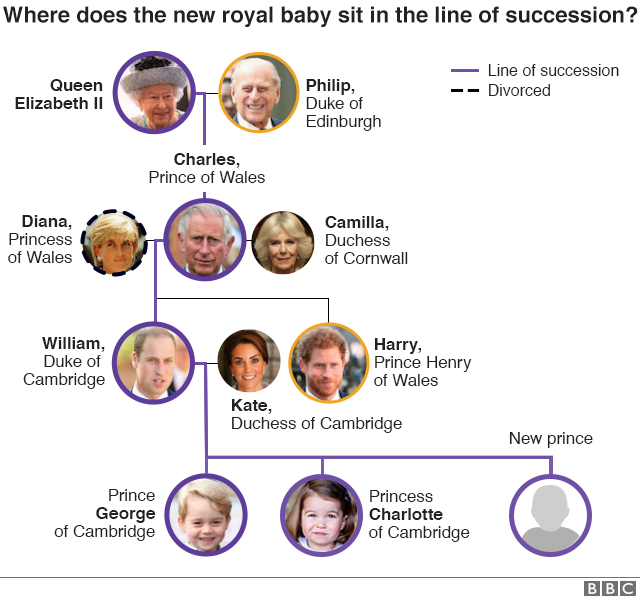 Where does the new royal baby sit in the line of succession?
Queen
Elizabeth II
Philip,
Duke of
Edinburgh
Line of succession
Divorced
Charles,
Prince of Wales
Diana,
Princess
of Wales
Camilla,
Duchess
of Cornwall
William,
Duke of
Cambridge
Harry,
Prince Henry
of Wales
Kate,
Duchess of Cambridge
New prince
Prince
George
of Cambridge
Princess
Charlotte
of Cambridge
BBC